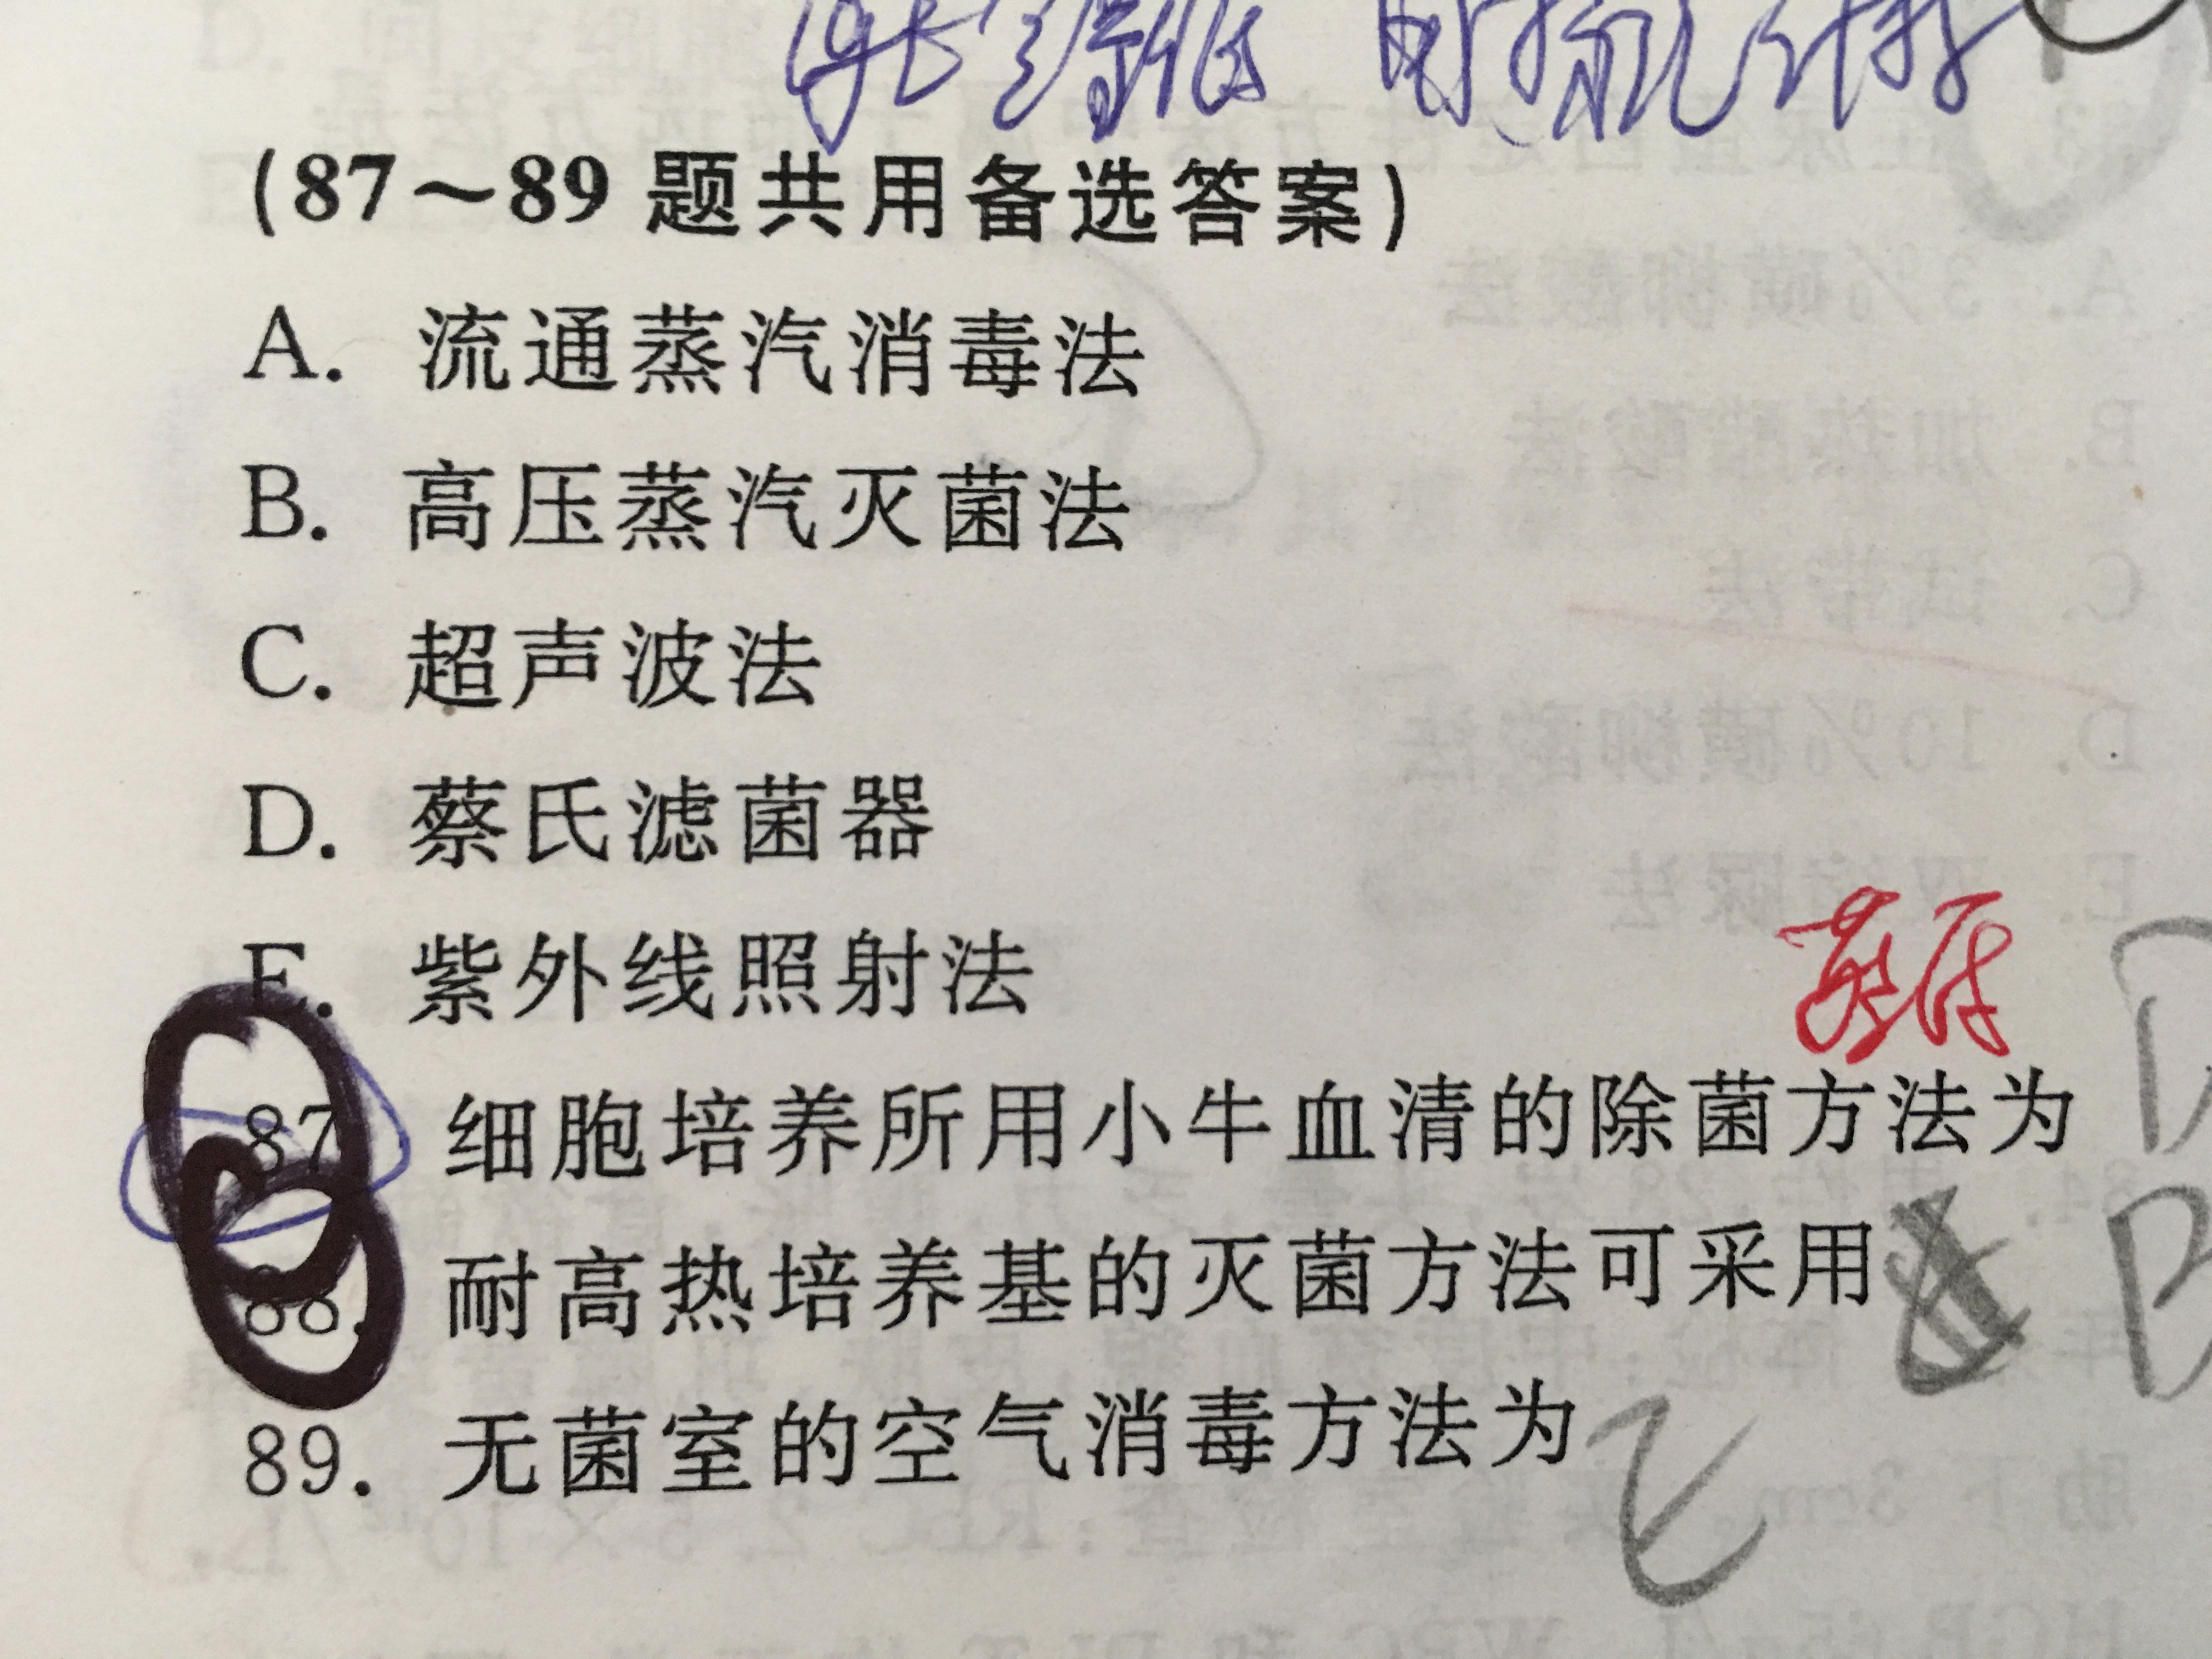 (87～89 题共用备选答案)
A. 流通蒸汽消毒法
B. 高压蒸汽灭菌法
C. 超声波法
D. 蔡氏滤菌器
E. 紫外线照射法
87. 细胞培养所用小牛血清的除菌方法为 D
88. 耐高热培养基的灭菌方法可采用 B
89. 无菌室的空气消毒方法为 E